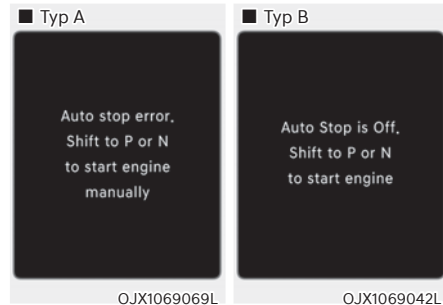 ■ Typ A
Auto stop error.
Shift to P or N
to start engine
manually
OJX1069069L
■ Typ B
Auto Stop is Off.
Shift to P or N
to start engine
OJX1069042L